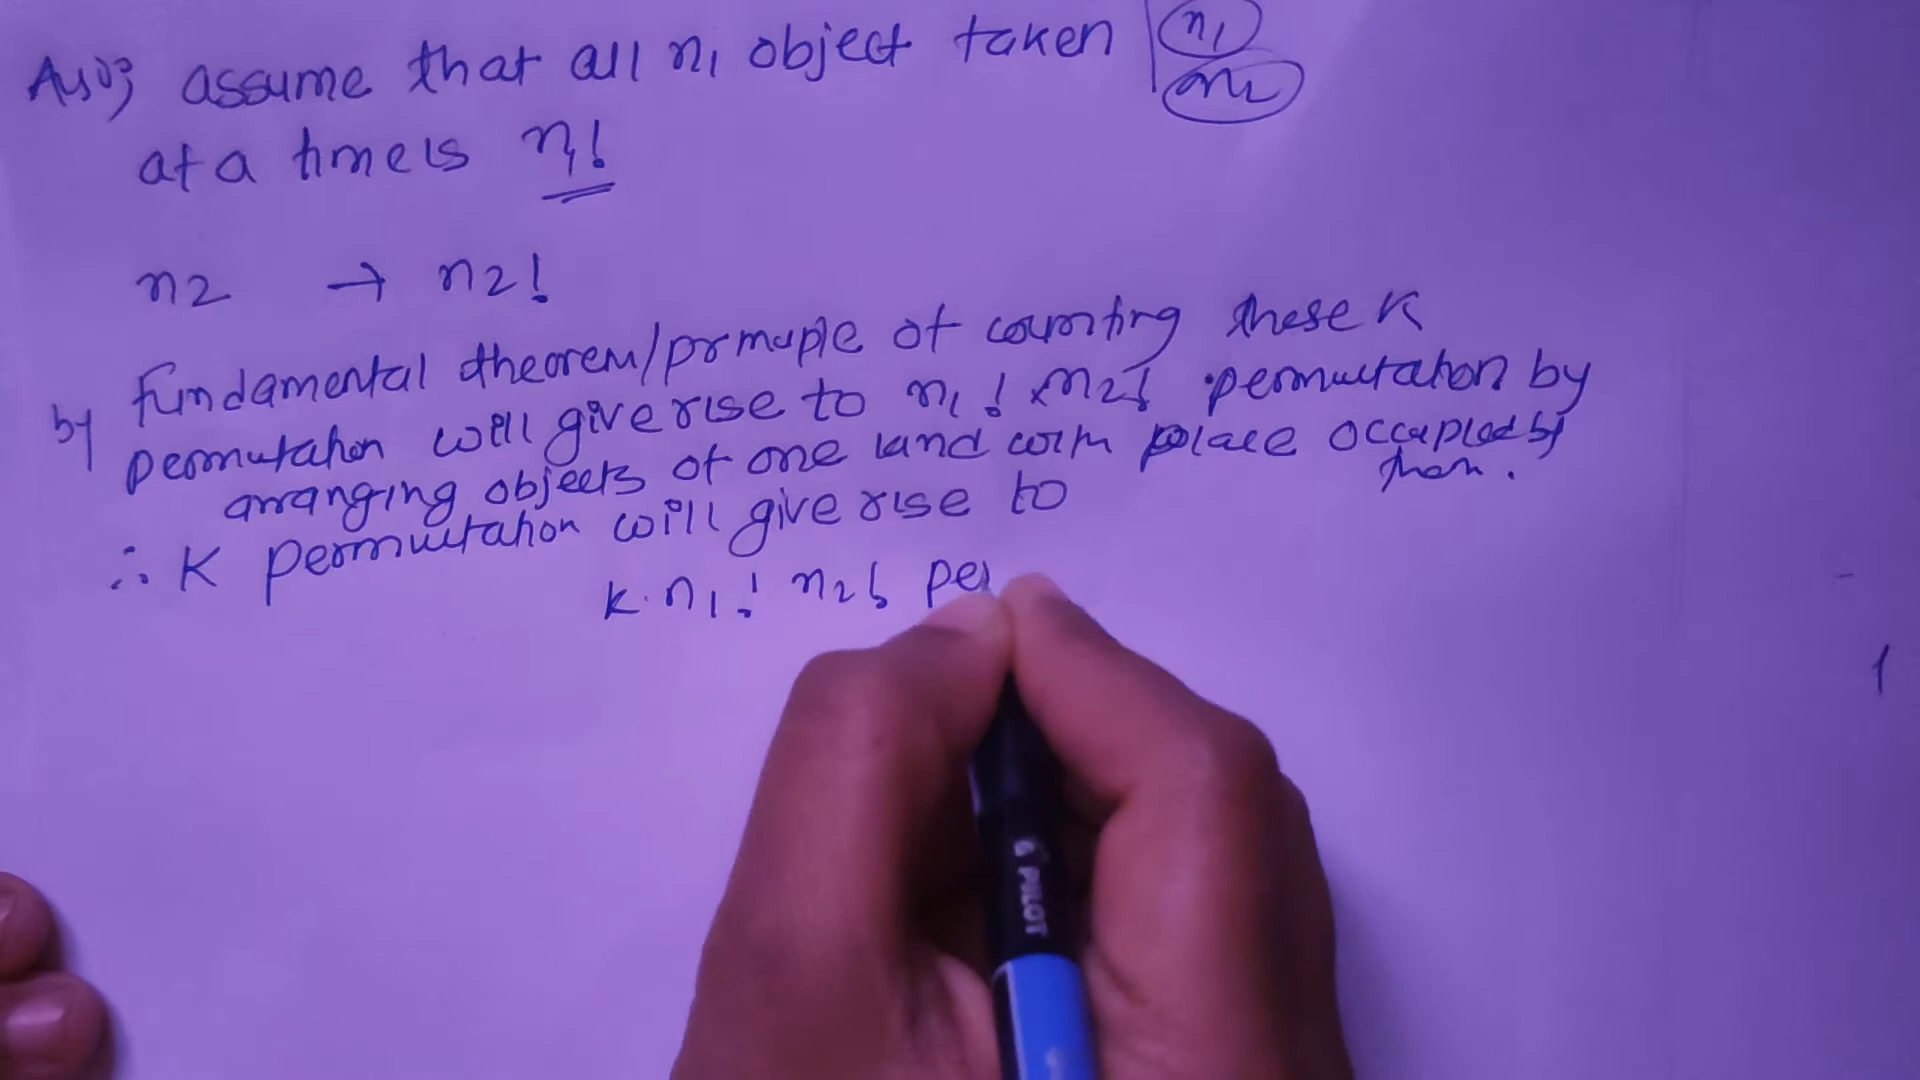 assume that all n1 object taken
n1
n2
at a time is n1!
n2 → n2!
by Fundamental theorem/principle of counting these K
permutation will give rise to n1! × n2! permutation by
arranging objects of one kind with place occupied by
them.
∴ K permutation will give rise to
k. n1! n2! per
PILOT